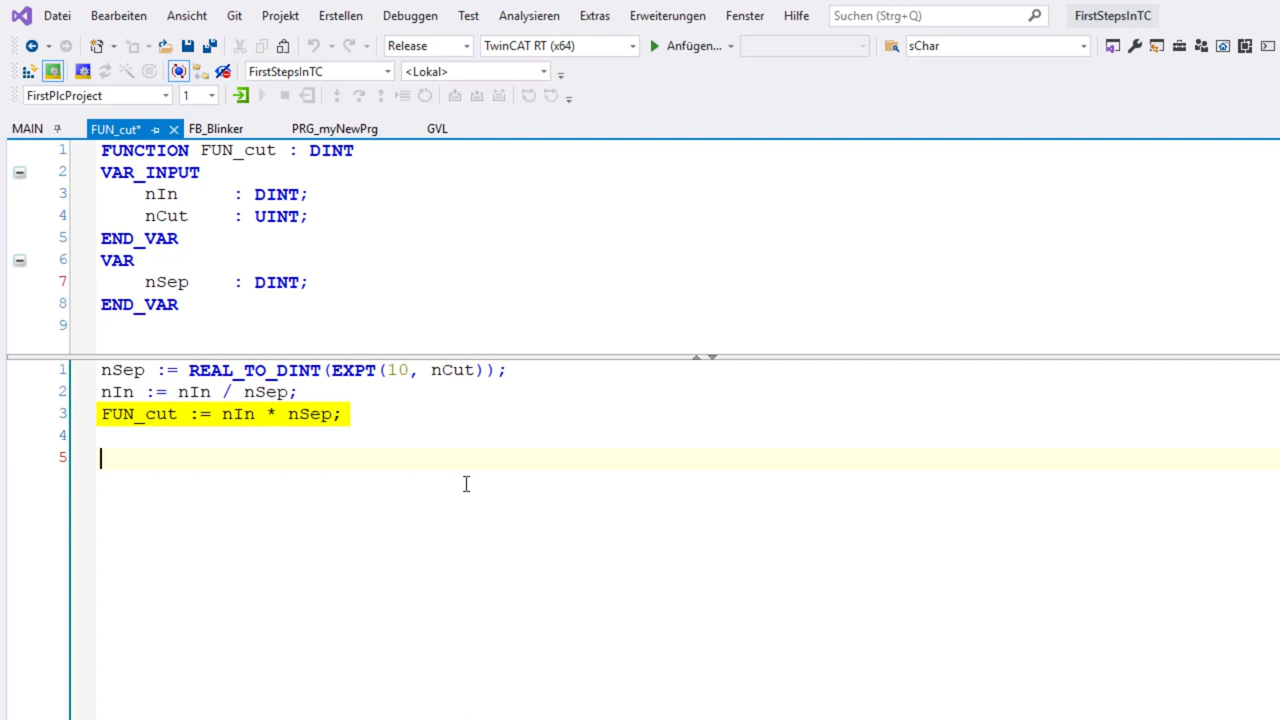 Datei Bearbeiten Ansicht Git Projekt Erstellen Debuggen Test Analysieren Extras Erweiterungen Fenster Hilfe Suchen (Strg+Q) FirstStepsInTC
Release TwinCAT RT (x64) Anfügen... sChar
FirstStepsInTC <Lokal>
FirstPlcProject 1
MAIN FUN_cut* FB_Blinker PRG_myNewPrg GVL
1 FUNCTION FUN_cut : DINT
2 VAR_INPUT
3 nIn : DINT;
4 nCut : UINT;
5 END_VAR
6 VAR
7 nSep : DINT;
8 END_VAR
9
1 nSep := REAL_TO_DINT(EXPT(10, nCut));
2 nIn := nIn / nSep;
3 FUN_cut := nIn * nSep;
4
5